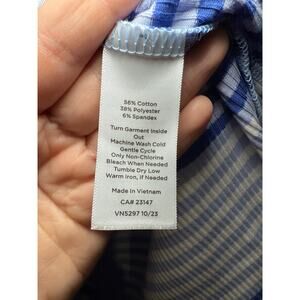 56% Cotton
38% Polyester
6% Spandex
Turn Garment Inside
Out
Machine Wash Cold
Gentle Cycle
Only Non-Chlorine
Bleach When Needed
Tumble Dry Low
Warm Iron, if Needed
Made in Vietnam
CA# 23147
VN5297 10/23